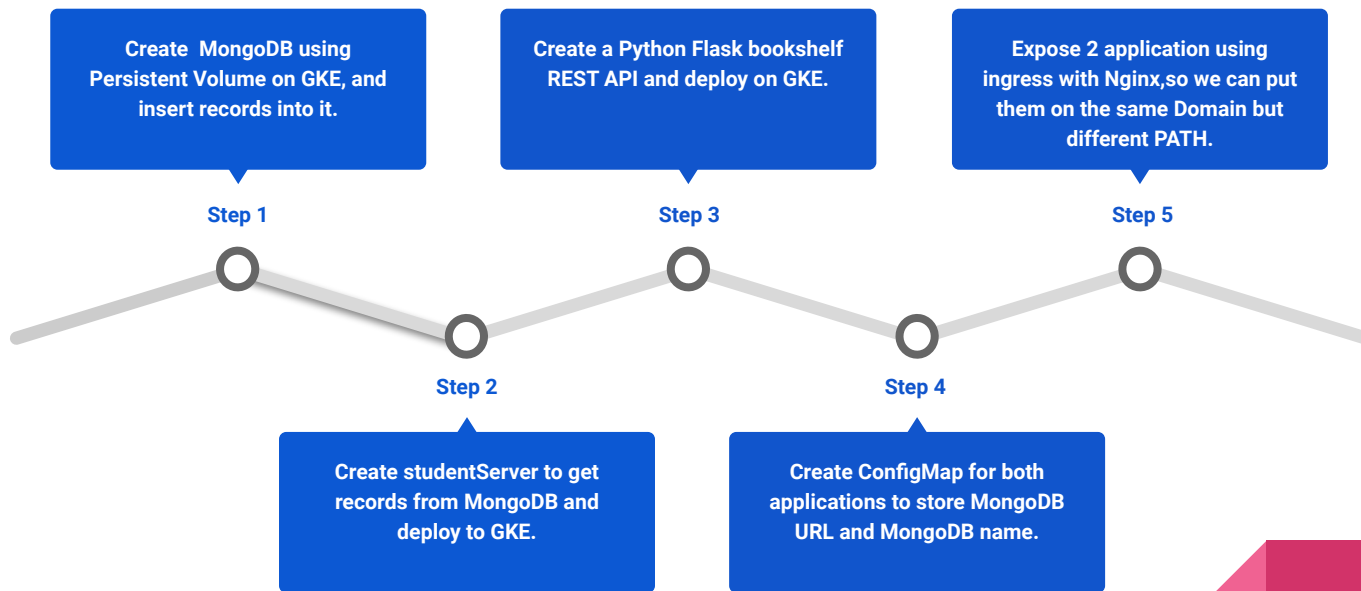 Create MongoDB using
Persistent Volume on GKE, and
insert records into it.
Step 1
Step 2
Create studentServer to get
records from MongoDB and
deploy to GKE.
Create a Python Flask bookshelf
REST API and deploy on GKE.
Step 3
Step 4
Create ConfigMap for both
applications to store MongoDB
URL and MongoDB name.
Expose 2 application using
ingress with Nginx,so we can put
them on the same Domain but
different PATH.
Step 5